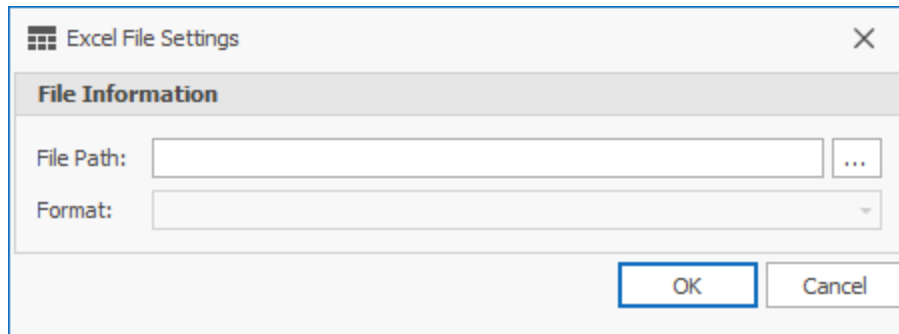 Excel File Settings
File Information
File Path: ...
Format:
OK Cancel